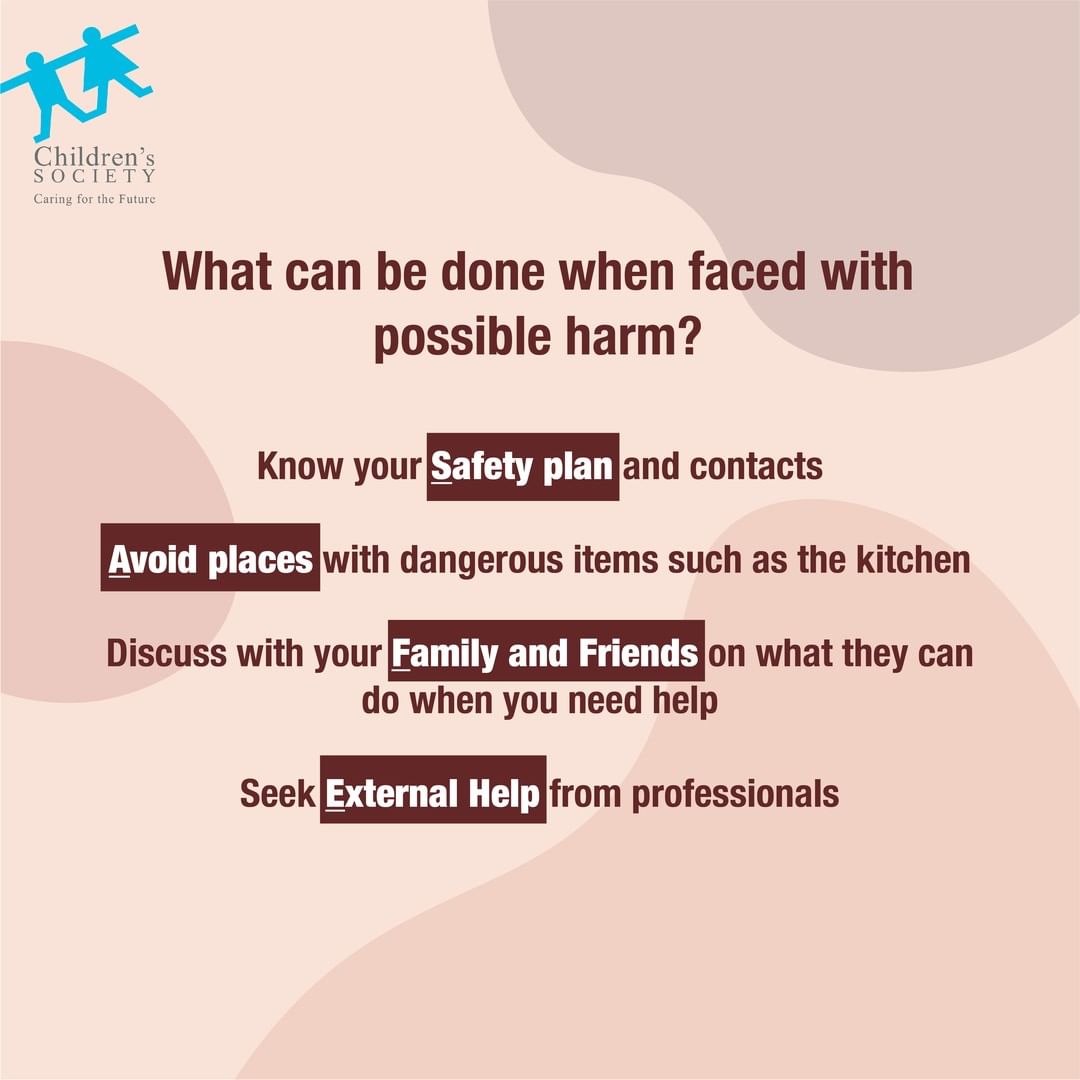 Children's
SOCIETY
Caring for the Future
What can be done when faced with
possible harm?
Know your Safety plan and contacts
Avoid places with dangerous items such as the kitchen
Discuss with your Family and Friends on what they can
do when you need help
Seek External Help from professionals